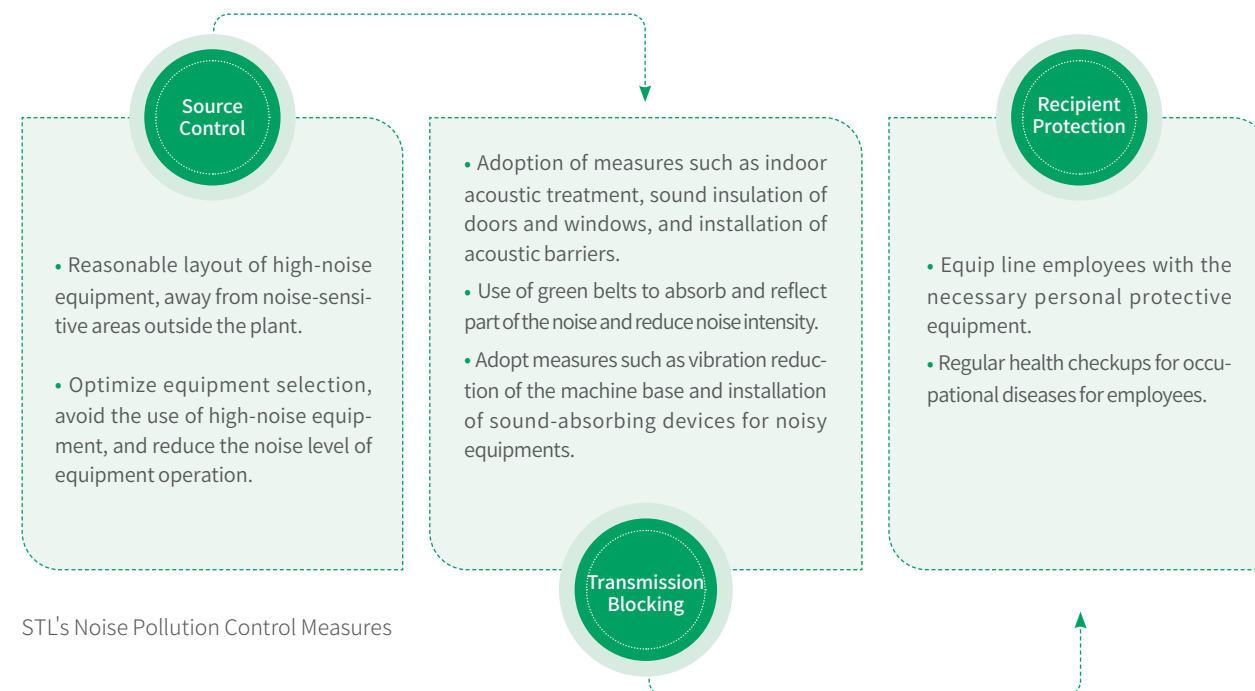 Source
Control
• Reasonable layout of high-noise
equipment, away from noise-sensi-
tive areas outside the plant.
• Optimize equipment selection,
avoid the use of high-noise equip-
ment, and reduce the noise level of
equipment operation.
• Adoption of measures such as indoor
acoustic treatment, sound insulation of
doors and windows, and installation of
acoustic barriers.
• Use of green belts to absorb and reflect
part of the noise and reduce noise intensity.
• Adopt measures such as vibration reduc-
tion of the machine base and installation
of sound-absorbing devices for noisy
equipments.
Transmission
Blocking
Recipient
Protection
• Equip line employees with the
necessary personal protective
equipment.
• Regular health checkups for occu-
pational diseases for employees.
STL's Noise Pollution Control Measures